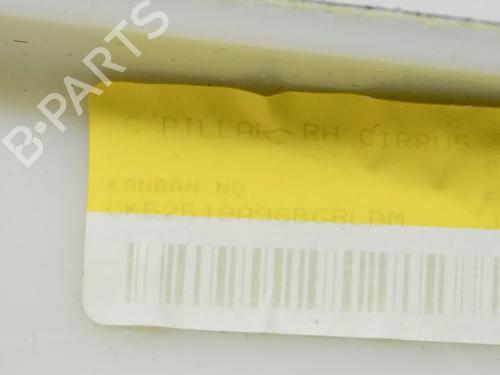 B-PARTS
C PILLAR RH CIRRUS
KANBAN NO